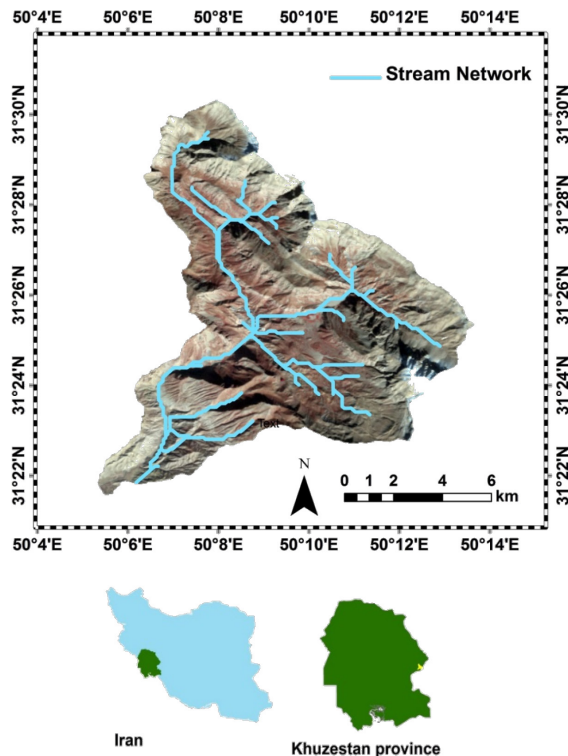 50°4'E 50°6'E 50°8'E 50°10'E 50°12'E 50°14'E
Stream Network
31°30'N 31°30'N
31°28'N 31°28'N
31°26'N 31°26'N
31°24'N 31°24'N
Text
31°22'N 31°22'N
N
0 1 2 4 6
km
50°4'E 50°6'E 50°8'E 50°10'E 50°12'E 50°14'E
Iran
Khuzestan province